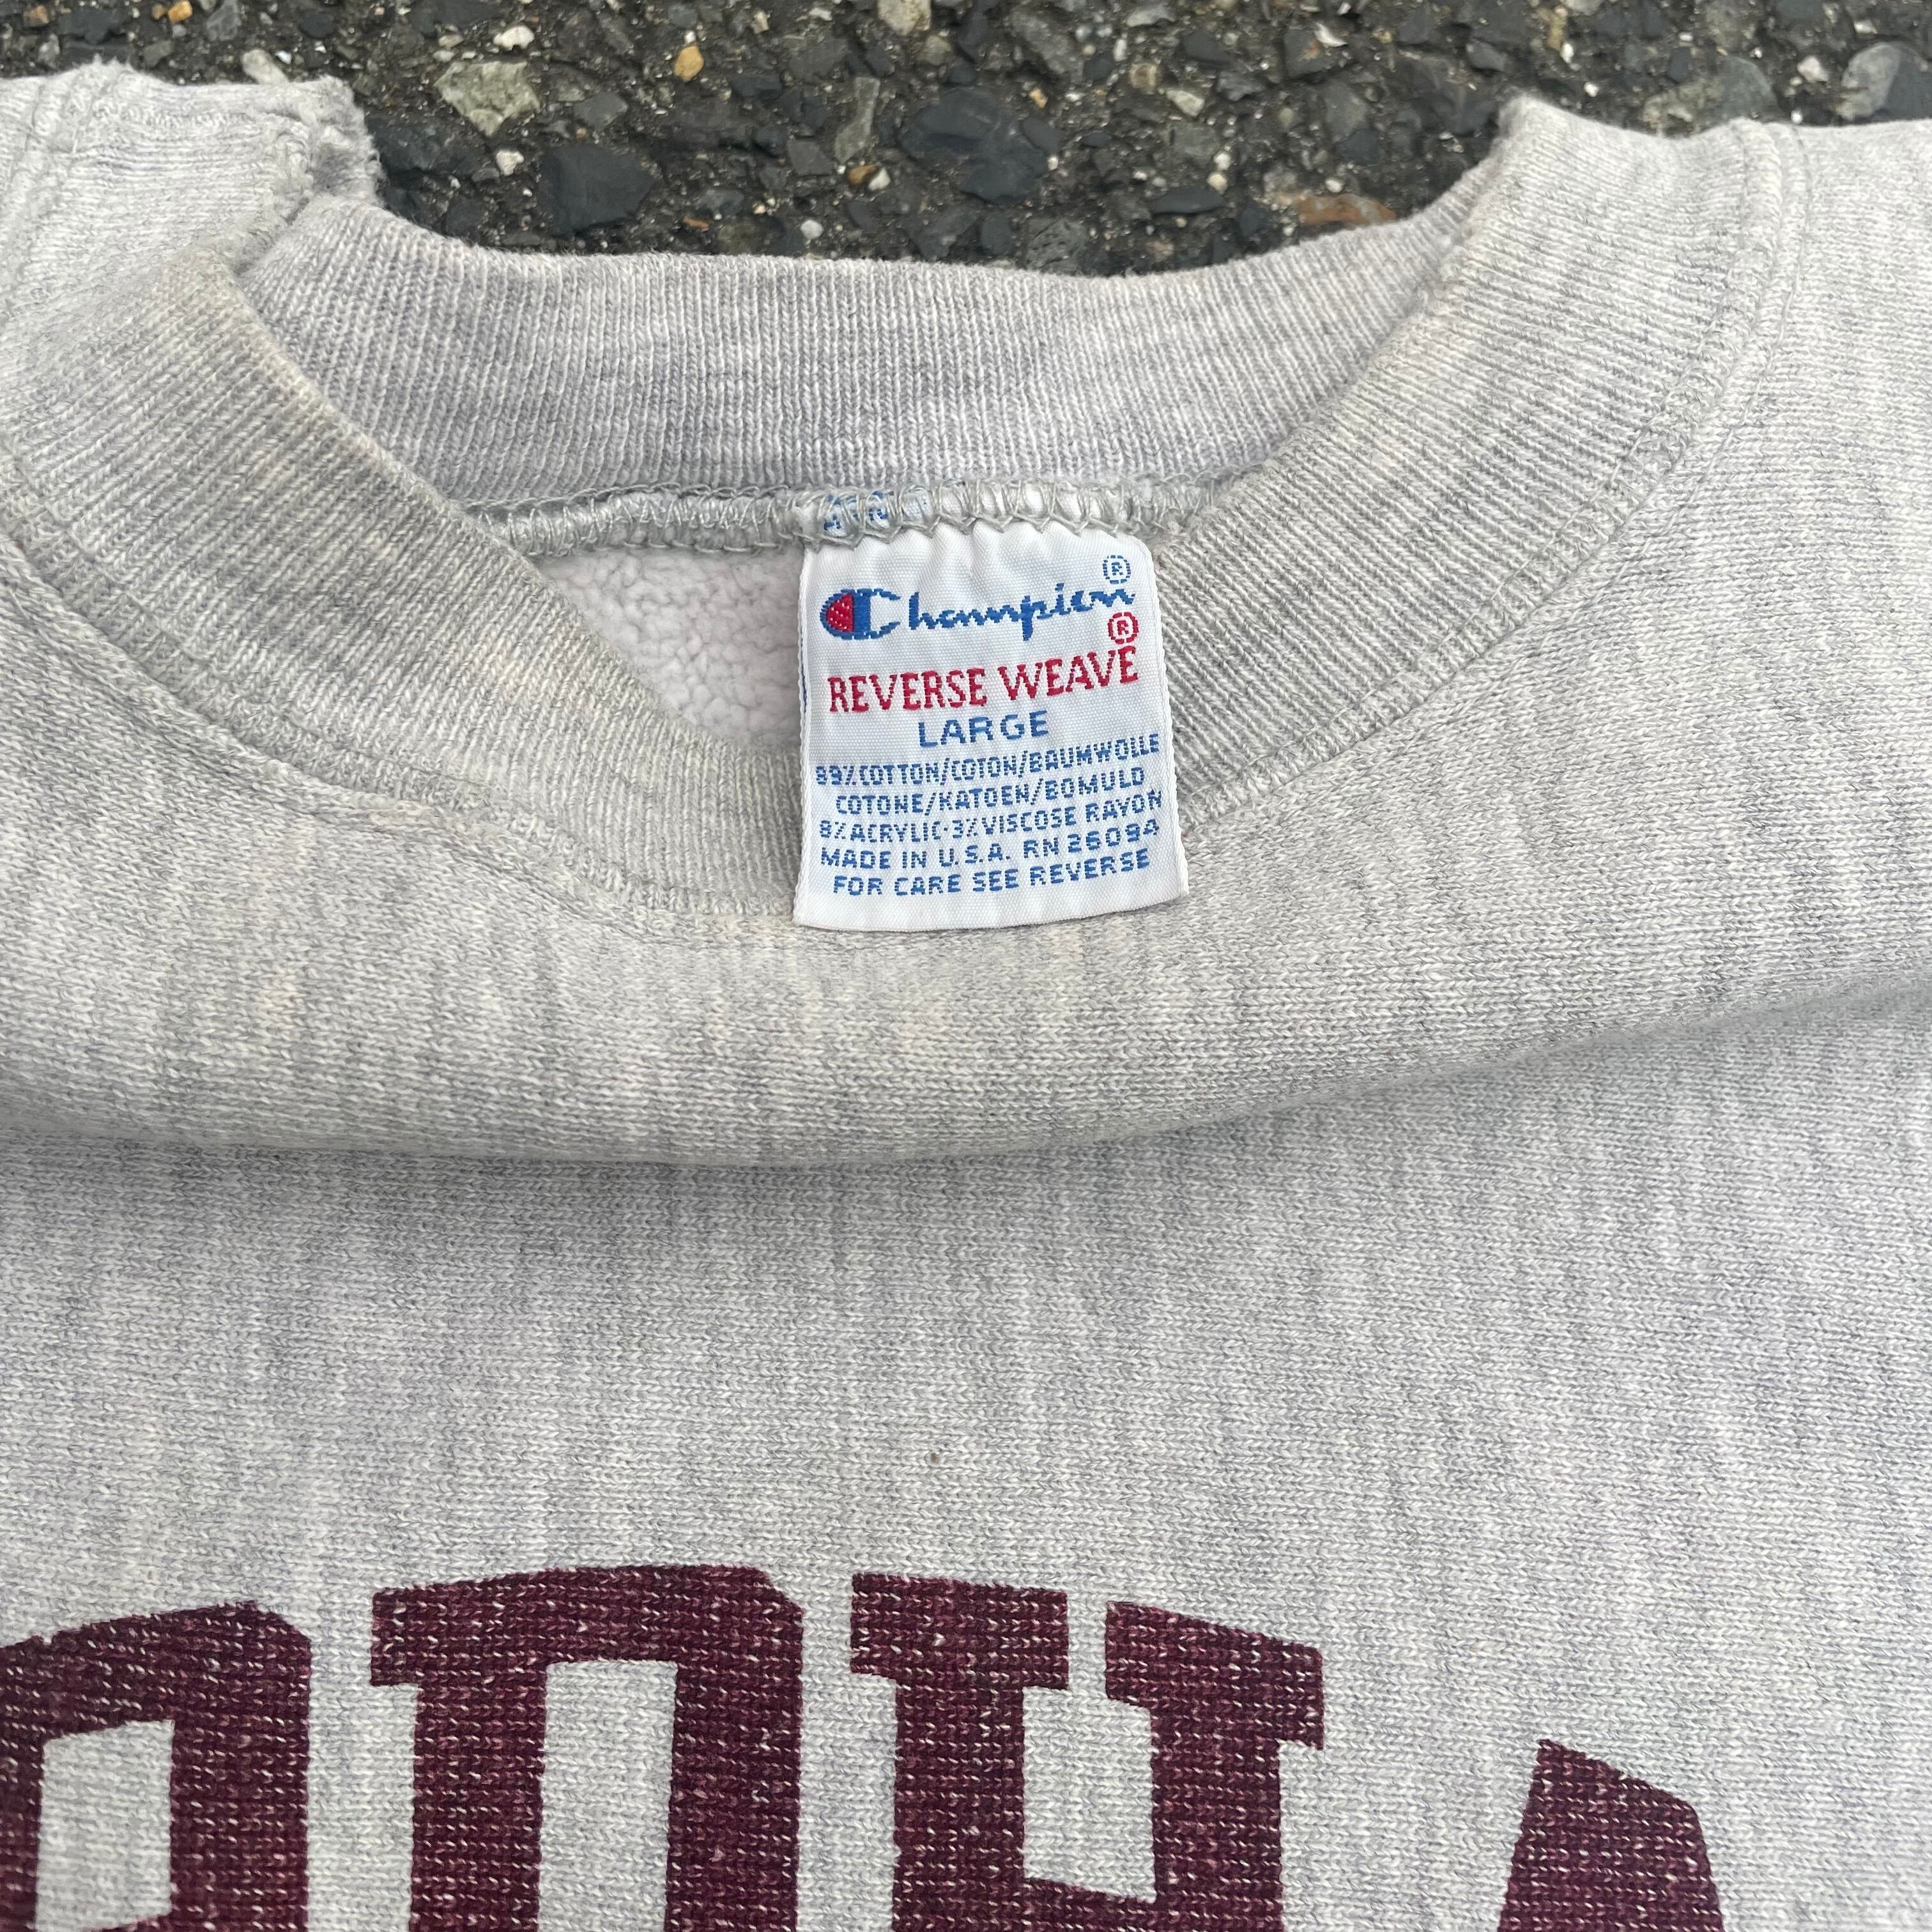 Champion®
REVERSE WEAVE®
LARGE
89%COTTON/COTON/BAUMWOLLE
COTONE/KATOEN/BOMULD
8%ACRYLIC·3%VISCOSE RAYON
MADE IN U.S.A. RN 26094
FOR CARE SEE REVERSE